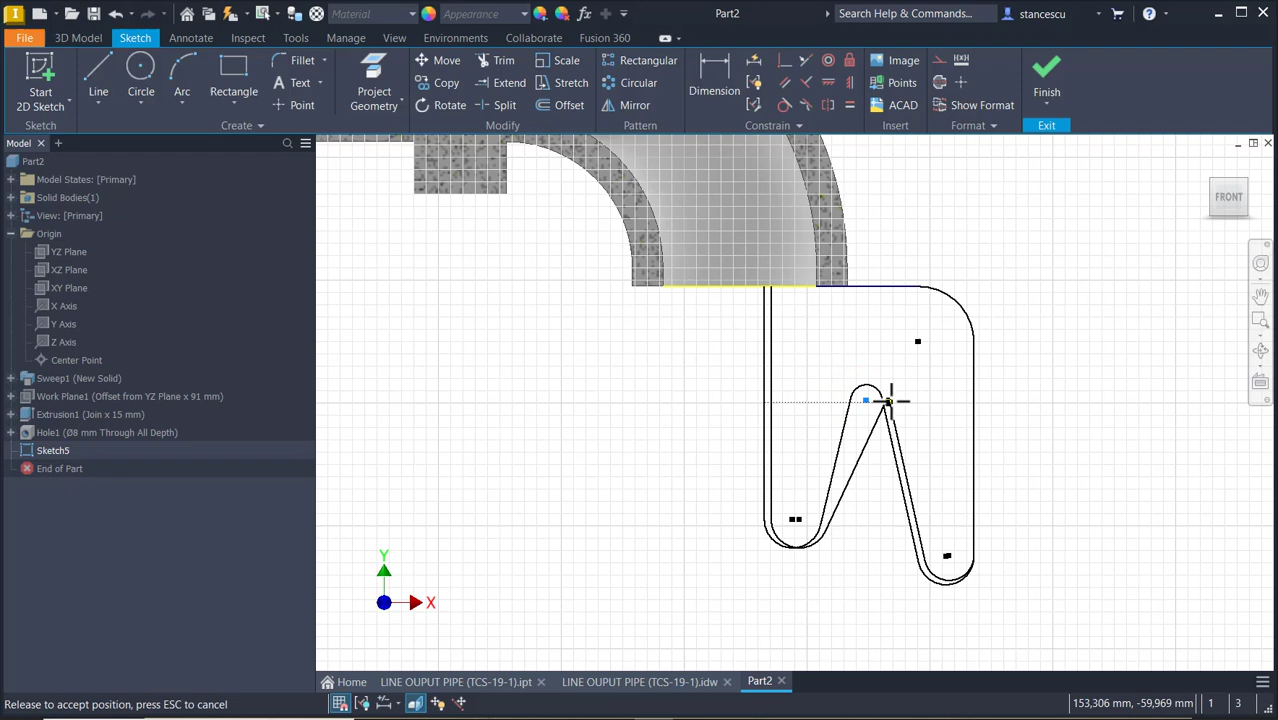 Material
Appearance
Part2
Search Help & Commands...
stancescu
File
3D Model
Sketch
Annotate
Inspect
Tools
Manage
View
Environments
Collaborate
Fusion 360
Start
2D Sketch
Line
Circle
Arc
Rectangle
Fillet
Text
Point
Project
Geometry
Move
Copy
Rotate
Trim
Extend
Split
Scale
Stretch
Offset
Rectangular
Circular
Mirror
Dimension
Image
Points
ACAD
Show Format
Finish
Sketch
Create
Modify
Pattern
Constrain
Insert
Format
Exit
Model
Part2
Model States: [Primary]
Solid Bodies(1)
View: [Primary]
Origin
YZ Plane
XZ Plane
XY Plane
X Axis
Y Axis
Z Axis
Center Point
Sweep1 (New Solid)
Work Plane1 (Offset from YZ Plane x 91 mm)
Extrusion1 (Join x 15 mm)
Hole1 (Ø8 mm Through All Depth)
Sketch5
End of Part
FRONT
Y
X
Home
LINE OUPUT PIPE (TCS-19-1).ipt
LINE OUPUT PIPE (TCS-19-1).idw
Part2
Release to accept position, press ESC to cancel
153,306 mm, -59,969 mm
1
3